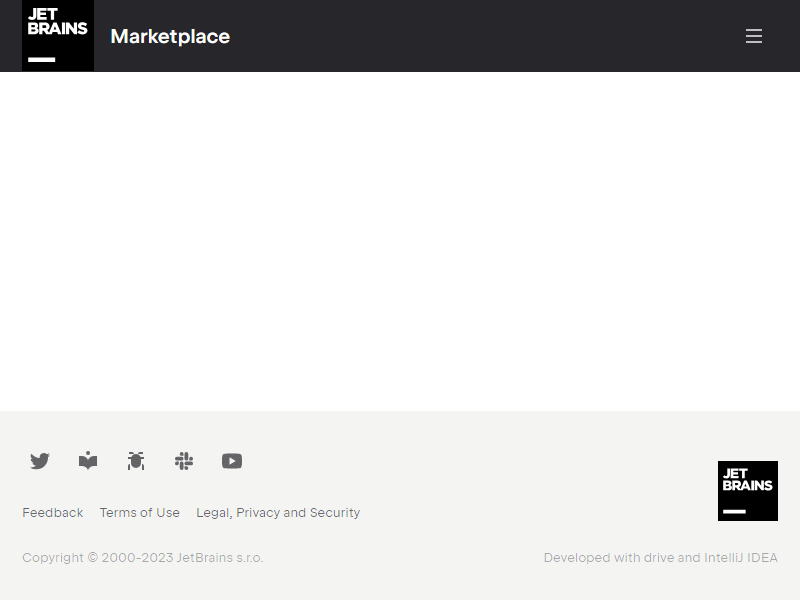 JET
BRAINS
Marketplace
Feedback Terms of Use Legal, Privacy and Security
JET
BRAINS
Copyright © 2000-2023 JetBrains s.r.o.
Developed with drive and IntelliJ IDEA